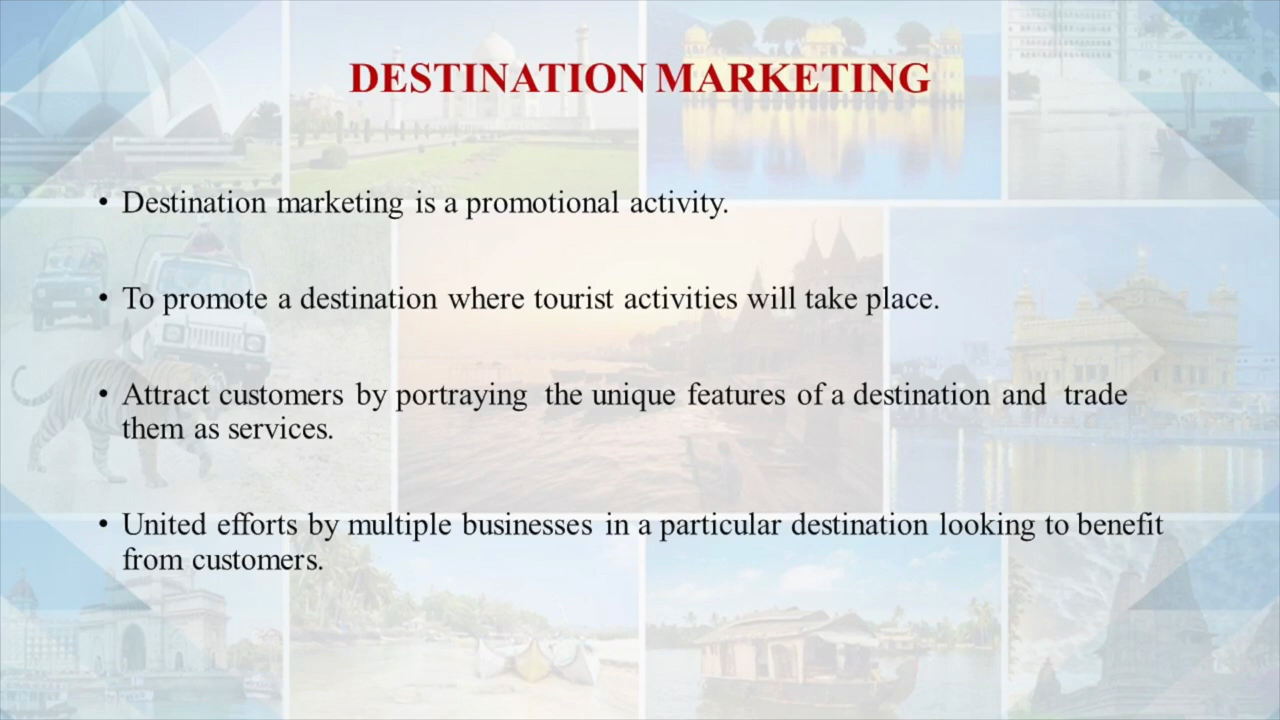 DESTINATION MARKETING
• Destination marketing is a promotional activity.
• To promote a destination where tourist activities will take place.
• Attract customers by portraying the unique features of a destination and trade
them as services.
• United efforts by multiple businesses in a particular destination looking to benefit
from customers.